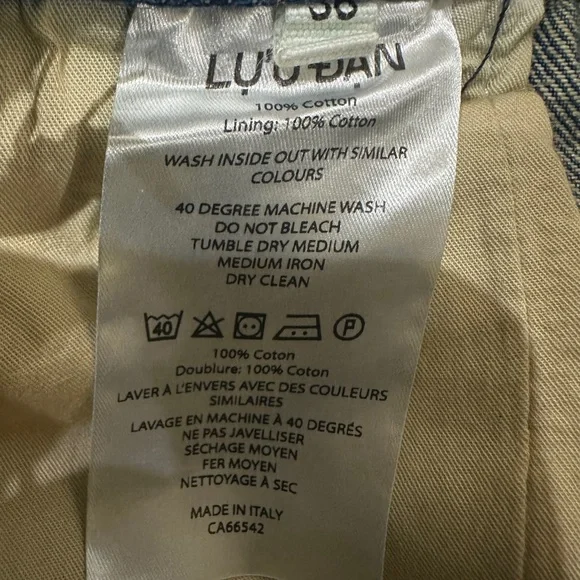 LỰU ĐẠN
100% Cotton
Lining: 100% Cotton
WASH INSIDE OUT WITH SIMILAR
COLOURS
40 DEGREE MACHINE WASH
DO NOT BLEACH
TUMBLE DRY MEDIUM
MEDIUM IRON
DRY CLEAN
40 P
100% Coton
Doublure: 100% Coton
LAVER À L'ENVERS AVEC DES COULEURS
SIMILAIRES
LAVAGE EN MACHINE À 40 DEGRÉS
NE PAS JAVELLISER
SÉCHAGE MOYEN
FER MOYEN
NETTOYAGE À SEC
MADE IN ITALY
CA66542